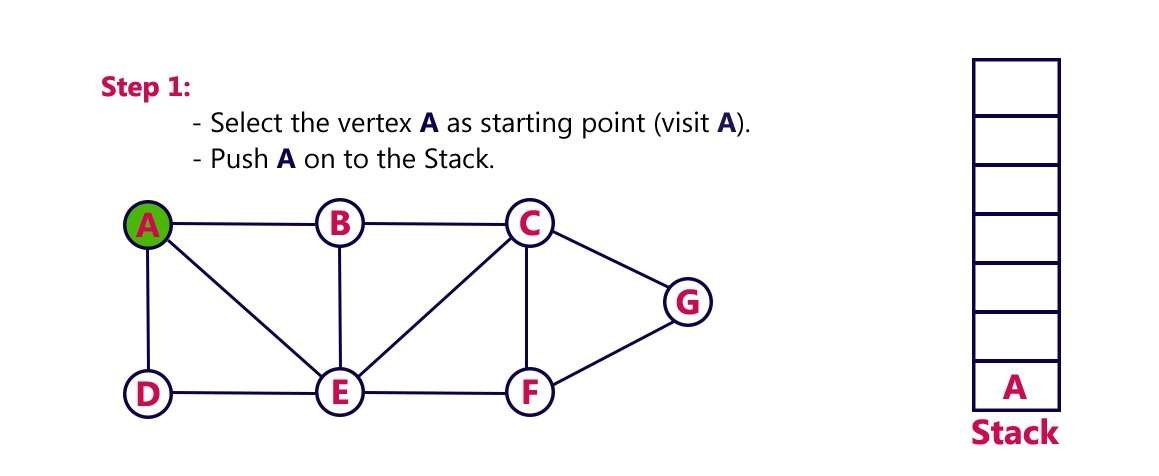 Step 1:
- Select the vertex A as starting point (visit A).
- Push A on to the Stack.
A B C
G
D E F
A
Stack